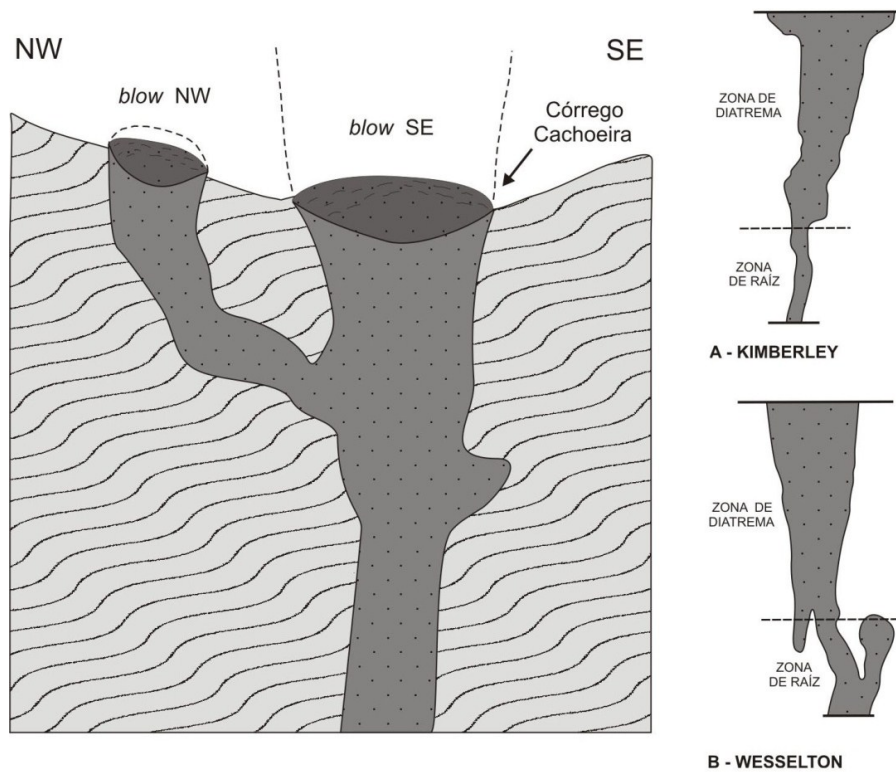 NW
SE
blow NW
blow SE
Córrego
Cachoeira
ZONA DE
DIATREMA
ZONA
DE RAÍZ
A - KIMBERLEY
ZONA DE
DIATREMA
ZONA
DE RAÍZ
B - WESSELTON